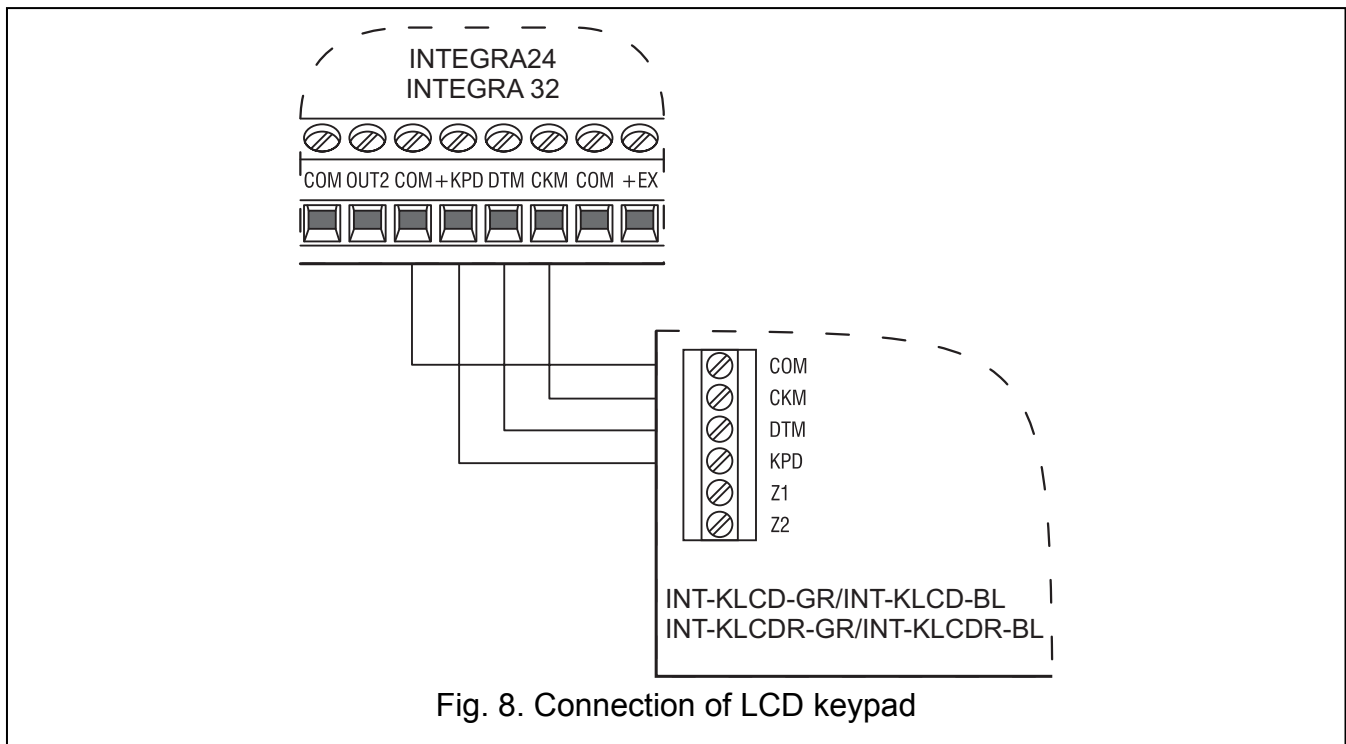 INTEGRA24
INTEGRA 32
COM OUT2 COM +KPD DTM CKM COM +EX
COM
CKM
DTM
KPD
Z1
Z2
INT-KLCD-GR/INT-KLCD-BL
INT-KLCDR-GR/INT-KLCDR-BL
Fig. 8. Connection of LCD keypad